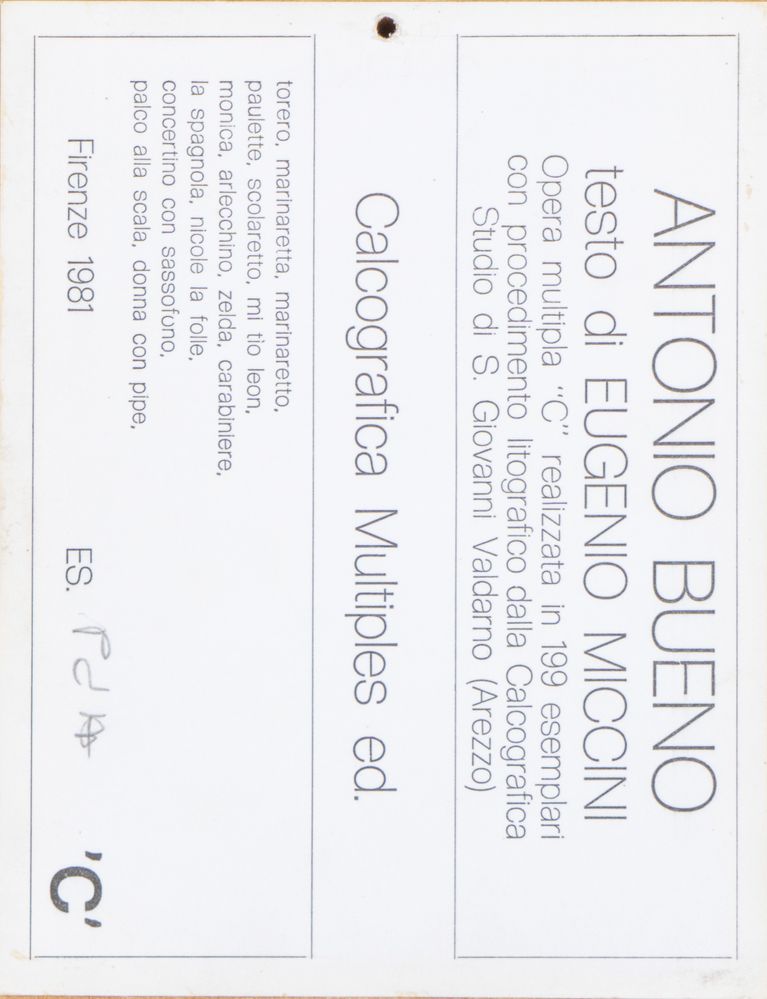 ANTONIO BUENO
testo di EUGENIO MICCINI
Opera multipla “C” realizzata in 199 esemplari
con procedimento litografico dalla Calcografica
Studio di S. Giovanni Valdarno (Arezzo)
Calcografica Multiples ed.
torero, marinaretta, marinaretto,
paulette, scolaretto, mi tio leon,
monica, arlecchino, zelda, carabiniere,
la spagnola, nicole la folle,
concertino con sassofono,
palco alla scala, donna con pipe,
Firenze 1981 ES. PdA 'C'